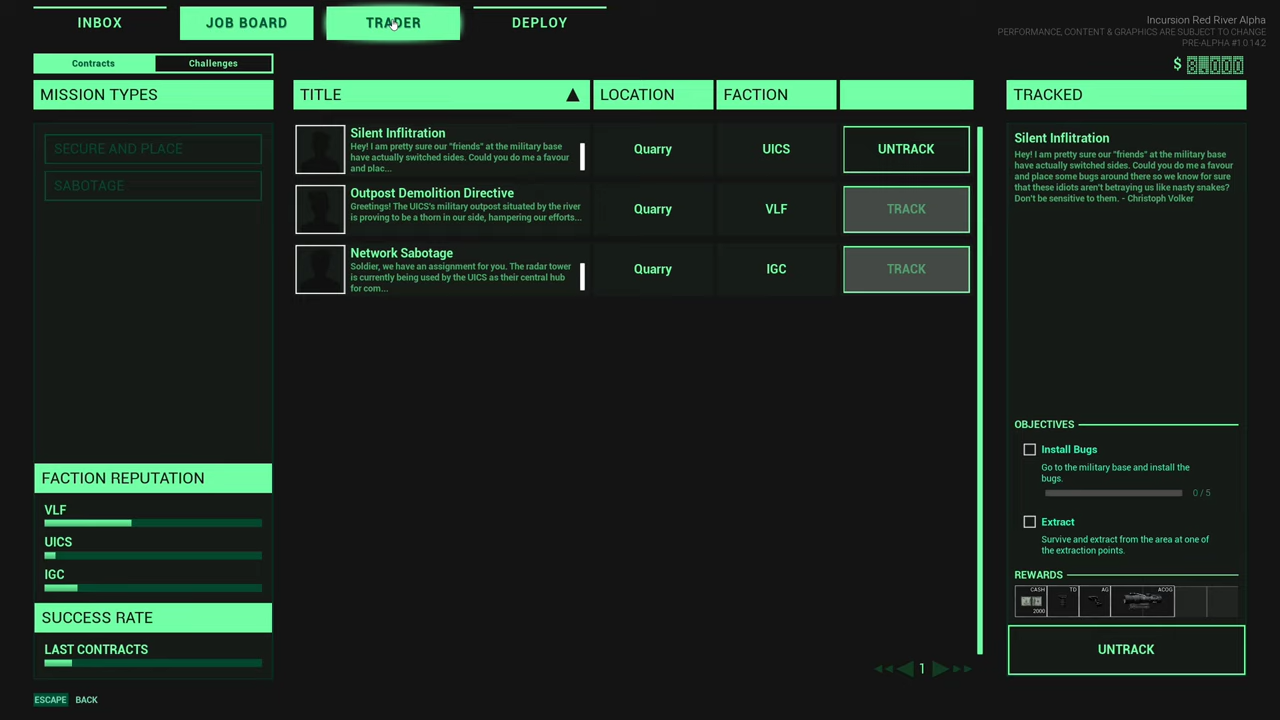 INBOX
JOB BOARD
TRADER
DEPLOY
Incursion Red River Alpha
PERFORMANCE, CONTENT & GRAPHICS ARE SUBJECT TO CHANGE
PRE-ALPHA #1.0.14.2
Contracts
Challenges
$
MISSION TYPES
SECURE AND PLACE
SABOTAGE
TITLE
LOCATION
FACTION
Silent Inflitration
Hey! I am pretty sure our "friends" at the military base
have actually switched sides. Could you do me a favour
and plac...
Quarry
UICS
UNTRACK
Outpost Demolition Directive
Greetings! The UICS's military outpost situated by the river
is proving to be a thorn in our side, hampering our efforts...
Quarry
VLF
TRACK
Network Sabotage
Soldier, we have an assignment for you. The radar tower
is currently being used by the UICS as their central hub
for com...
Quarry
IGC
TRACK
1
FACTION REPUTATION
VLF
UICS
IGC
SUCCESS RATE
LAST CONTRACTS
ESCAPE
BACK
TRACKED
Silent Inflitration
Hey! I am pretty sure our "friends" at the military base
have actually switched sides. Could you do me a favour
and place some bugs around there so we know for sure
that these idiots aren't betraying us like nasty snakes?
Don't be sensitive to them. - Christoph Volker
OBJECTIVES
Install Bugs
Go to the military base and install the
bugs.
0 / 5
Extract
Survive and extract from the area at one of
the extraction points.
REWARDS
CASH
2000
TD
AG
ACOG
UNTRACK